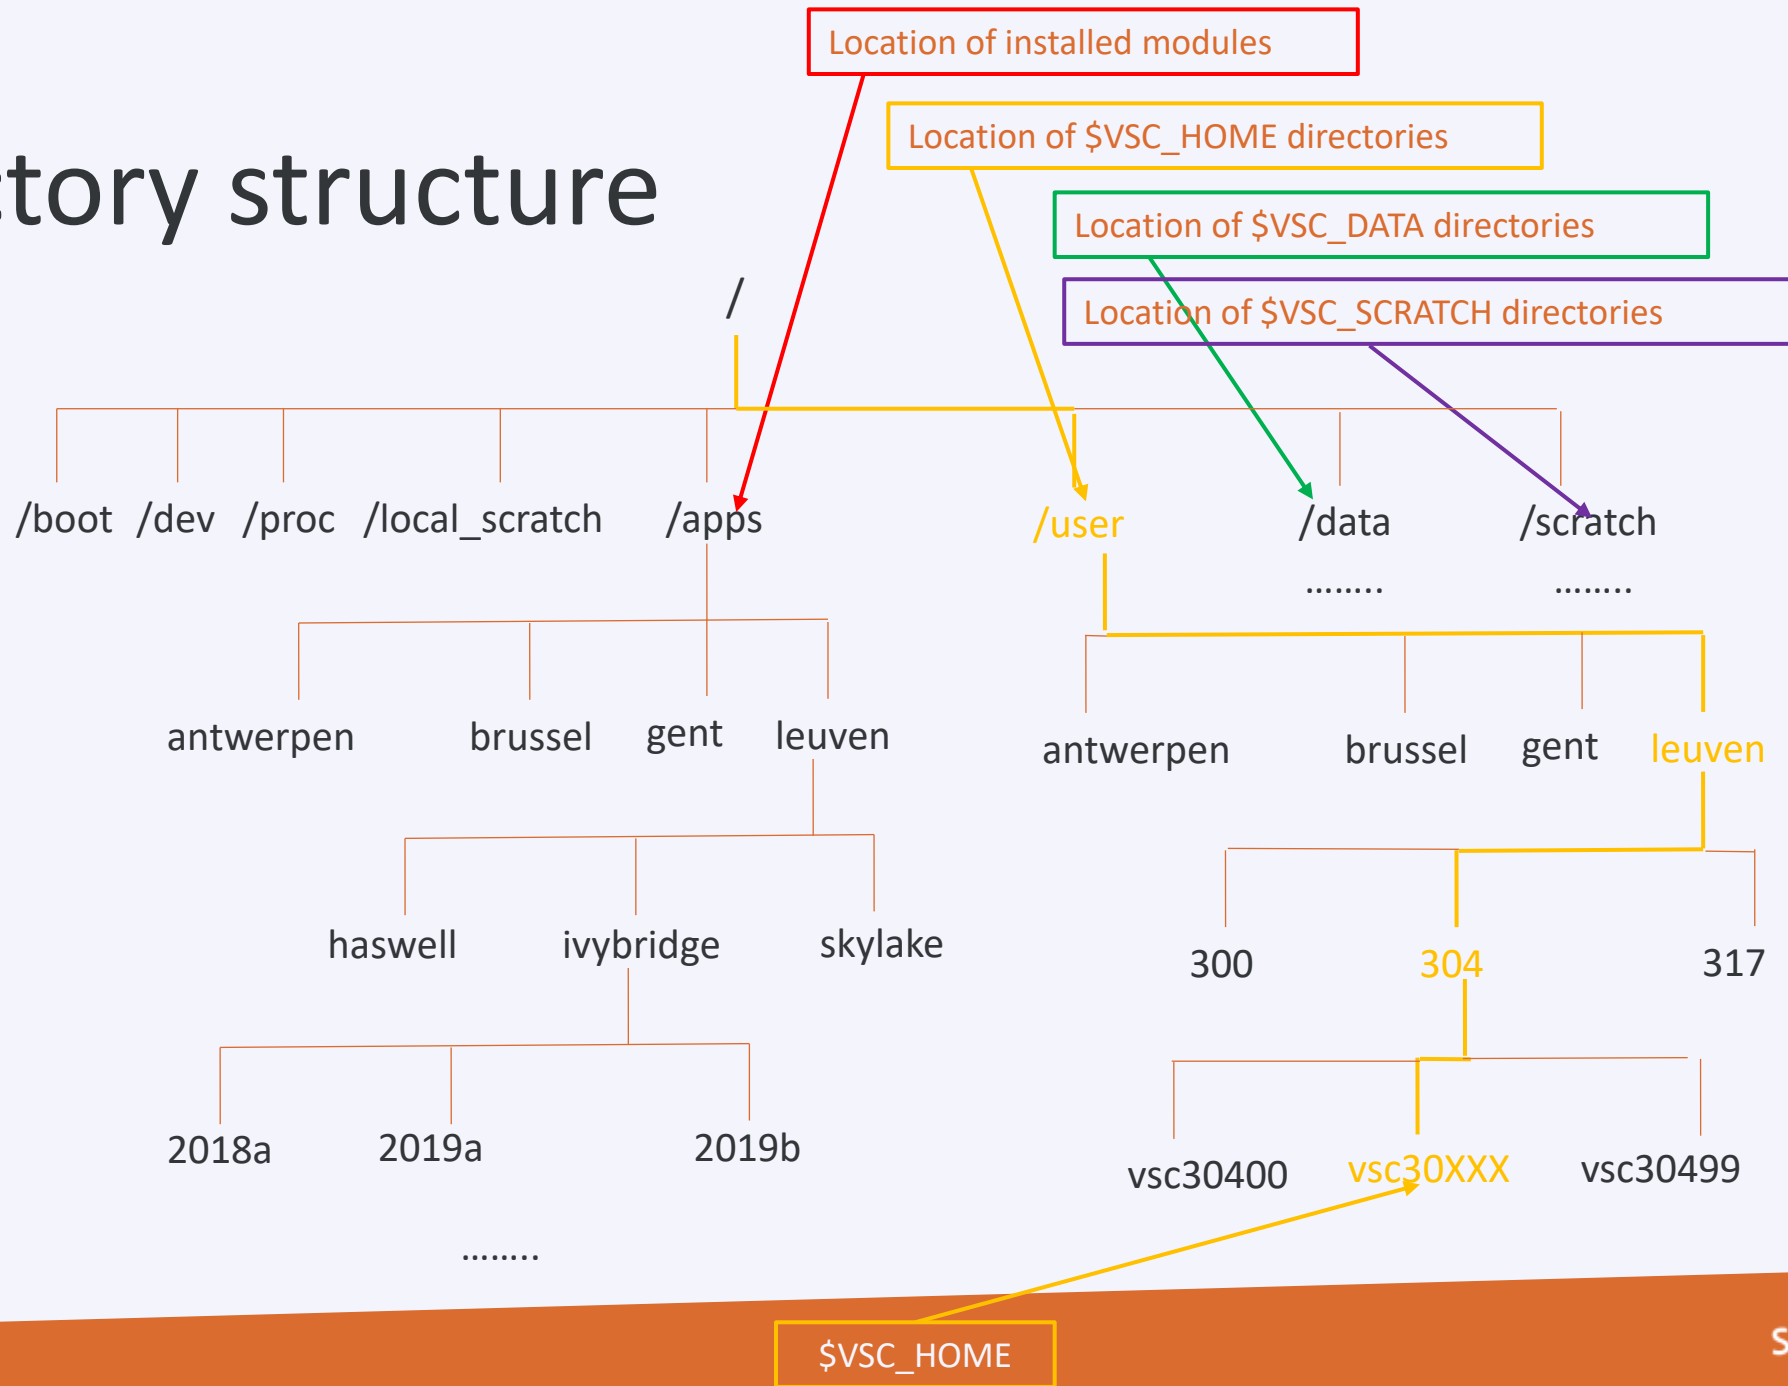 Location of installed modules
Location of $VSC_HOME directories
ctory structure
Location of $VSC_DATA directories
Location of $VSC_SCRATCH directories
/
/boot /dev /proc /local_scratch /apps /user /data /scratch
........ ........
antwerpen brussel gent leuven antwerpen brussel gent leuven
haswell ivybridge skylake 300 304 317
2018a 2019a 2019b vsc30400 vsc30XXX vsc30499
........
$VSC_HOME
S